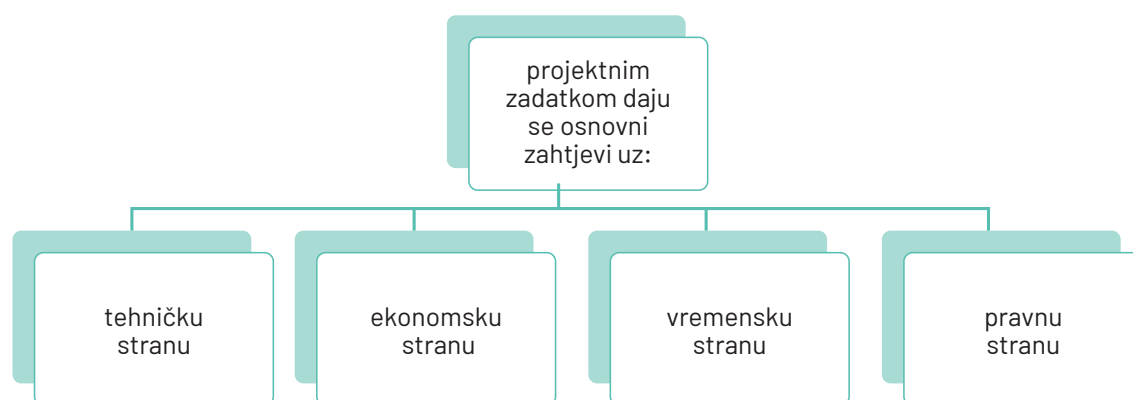 projektnim
zadatkom daju
se osnovni
zahtjevi uz:
tehničku
stranu
ekonomsku
stranu
vremensku
stranu
pravnu
stranu